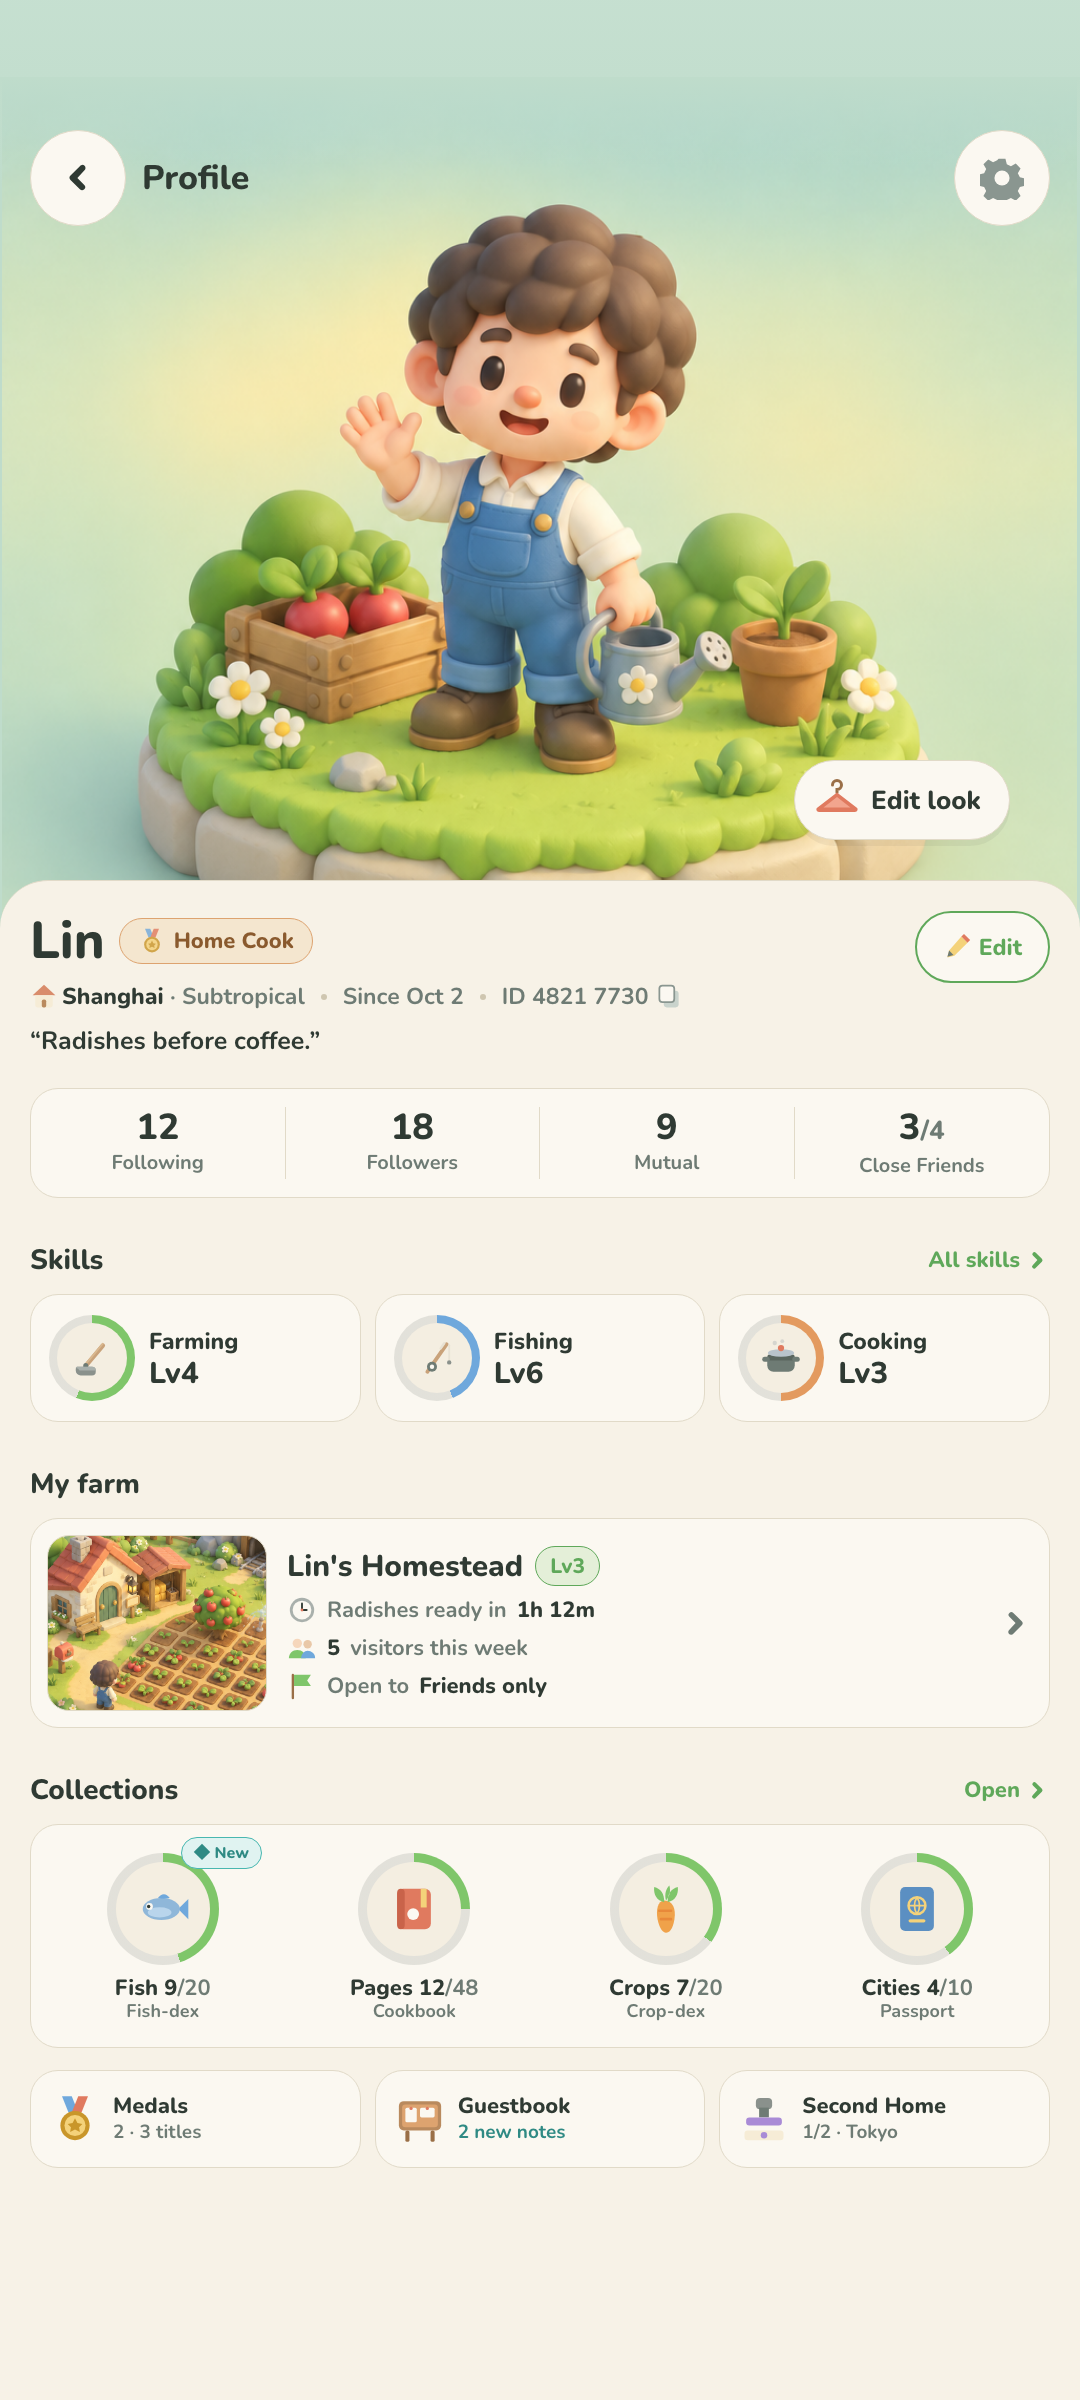 Profile
Edit look
Lin
Home Cook
Edit
Shanghai · Subtropical • Since Oct 2 • ID 4821 7730
“Radishes before coffee.”
12
Following
18
Followers
9
Mutual
3/4
Close Friends
Skills
All skills
Farming
Lv4
Fishing
Lv6
Cooking
Lv3
My farm
Lin's Homestead
Lv3
Radishes ready in 1h 12m
5 visitors this week
Open to Friends only
Collections
Open
New
Fish 9/20
Fish-dex
Pages 12/48
Cookbook
Crops 7/20
Crop-dex
Cities 4/10
Passport
Medals
2 · 3 titles
Guestbook
2 new notes
Second Home
1/2 · Tokyo